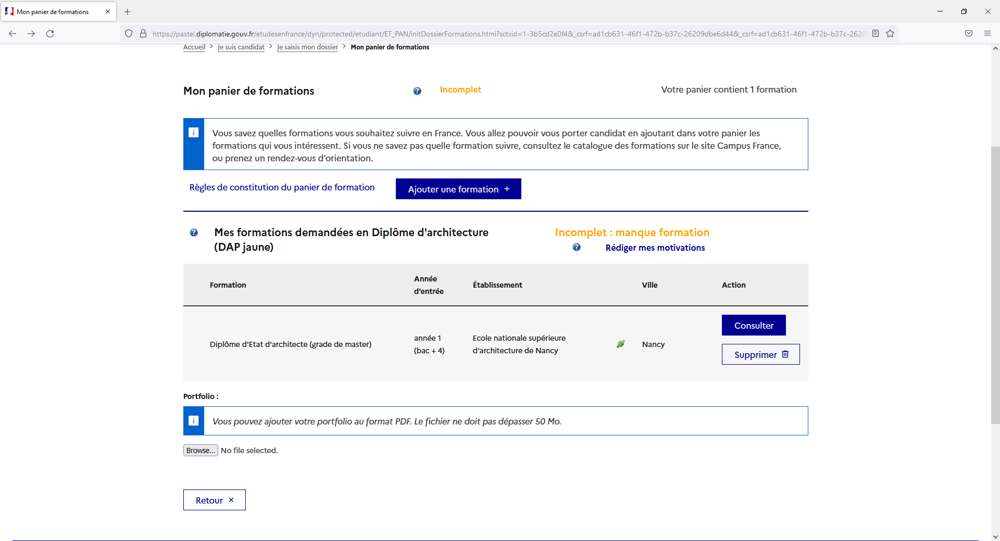 Mon panier de formations
https://pastel.diplomatie.gouv.fr/etudesenfrance/dyn/protected/etudiant/ET_PAN/initDossierFormations.html?sctxid=1-3b5cd2e0f4&_csrf=ad1cb631-46f1-472b-b37c-26209dbe6d44&_csrf=ad1cb631-46f1-472b-b37c-2620
Accueil > Je suis candidat > Je saisis mon dossier > Mon panier de formations
Mon panier de formations ? Incomplet Votre panier contient 1 formation
i
Vous savez quelles formations vous souhaitez suivre en France. Vous allez pouvoir vous porter candidat en ajoutant dans votre panier les
formations qui vous intéressent. Si vous ne savez pas quelle formation suivre, consultez le catalogue des formations sur le site Campus France,
ou prenez un rendez-vous d'orientation.
Règles de constitution du panier de formation Ajouter une formation +
? Mes formations demandées en Diplôme d'architecture
(DAP jaune)
Incomplet : manque formation
? Rédiger mes motivations
Formation
Année
d'entrée
Établissement
Ville
Action
Diplôme d'Etat d'architecte (grade de master)
année 1
(bac + 4)
Ecole nationale supérieure
d'architecture de Nancy
Nancy
Consulter
Supprimer
Portfolio :
i Vous pouvez ajouter votre portfolio au format PDF. Le fichier ne doit pas dépasser 50 Mo.
Browse... No file selected.
Retour ×